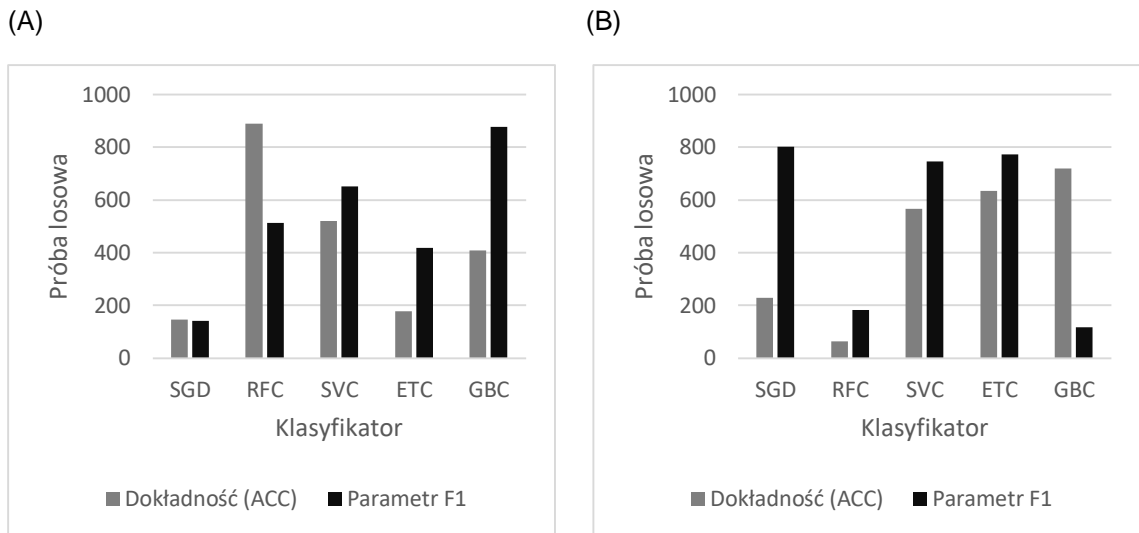 (A)
1000
800
600
400
200
0
Próba losowa
SGD RFC SVC ETC GBC
Klasyfikator
Dokładność (ACC) Parametr F1
(B)
1000
800
600
400
200
0
Próba losowa
SGD RFC SVC ETC GBC
Klasyfikator
Dokładność (ACC) Parametr F1